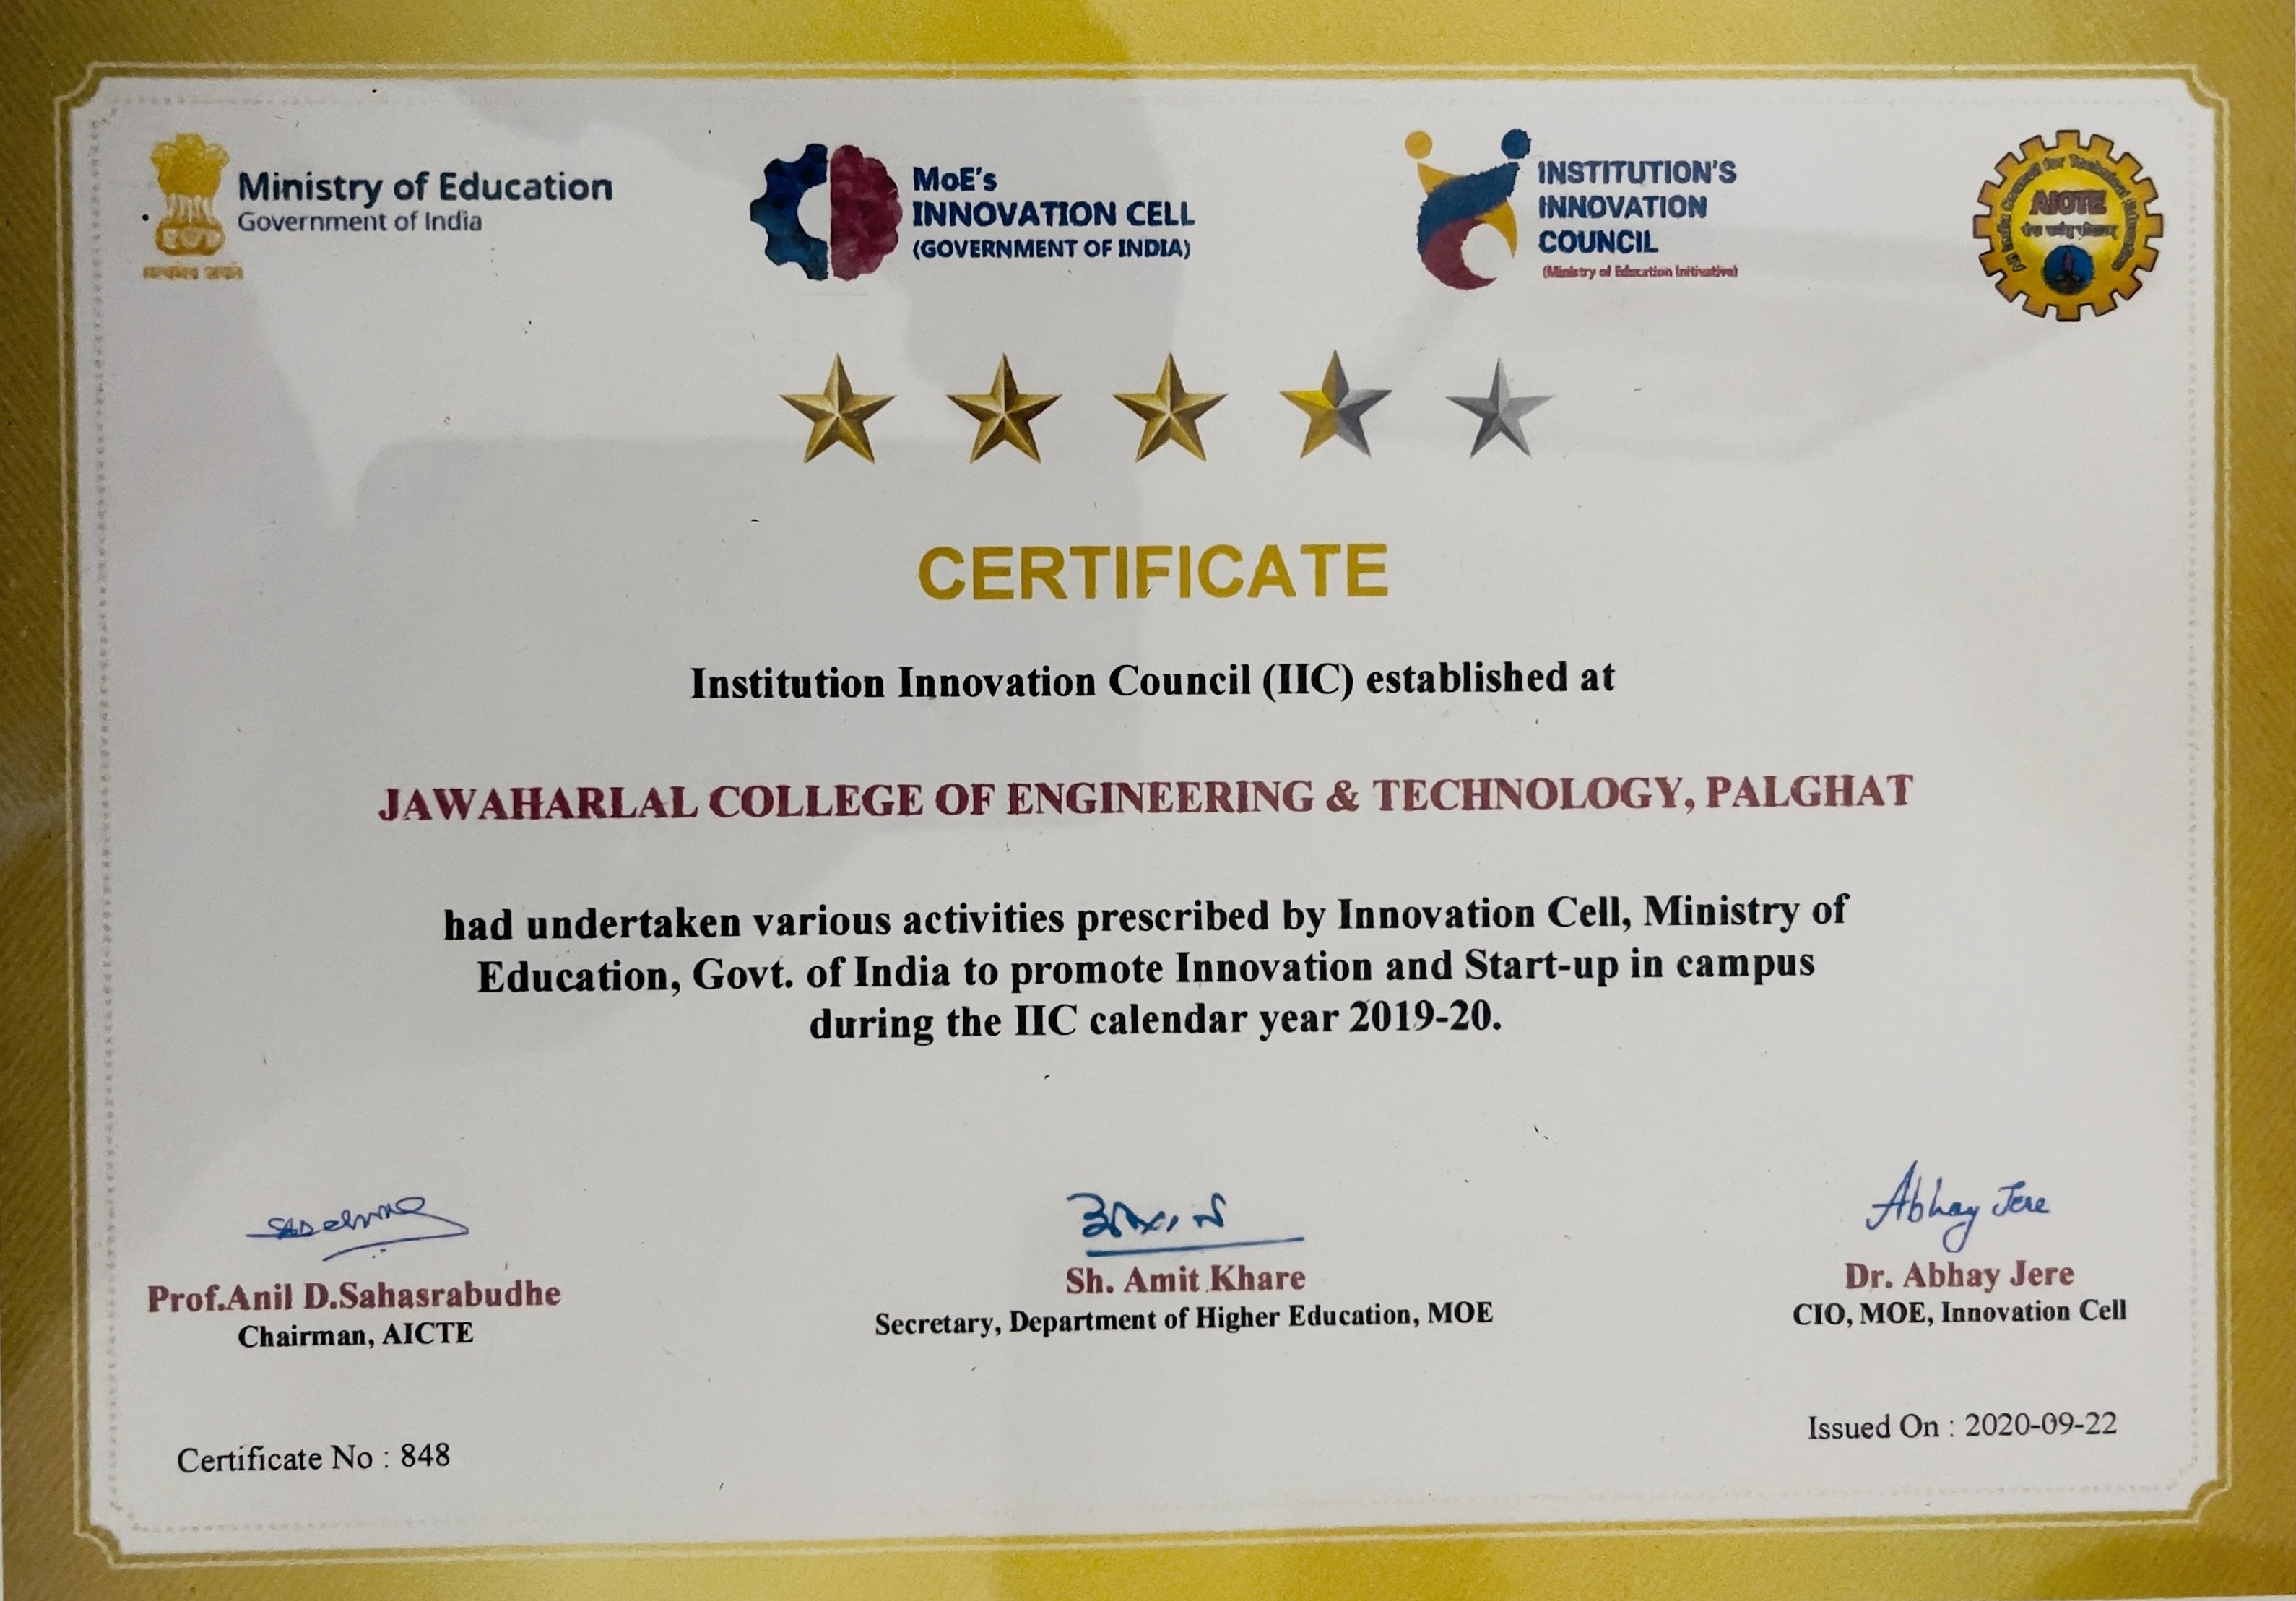 Ministry of Education
Government of India
सत्यमेव जयते
MoE's
INNOVATION CELL
(GOVERNMENT OF INDIA)
INSTITUTION'S
INNOVATION
COUNCIL
(Ministry of Education Initivative)
AICTE
CERTIFICATE
Institution Innovation Council (IIC) established at
JAWAHARLAL COLLEGE OF ENGINEERING & TECHNOLOGY, PALGHAT
had undertaken various activities prescribed by Innovation Cell, Ministry of
Education, Govt. of India to promote Innovation and Start-up in campus
during the IIC calendar year 2019-20.
Abhay Jere
Prof.Anil D.Sahasrabudhe
Chairman, AICTE
Sh. Amit Khare
Secretary, Department of Higher Education, MOE
Dr. Abhay Jere
CIO, MOE, Innovation Cell
Certificate No : 848
Issued On : 2020-09-22